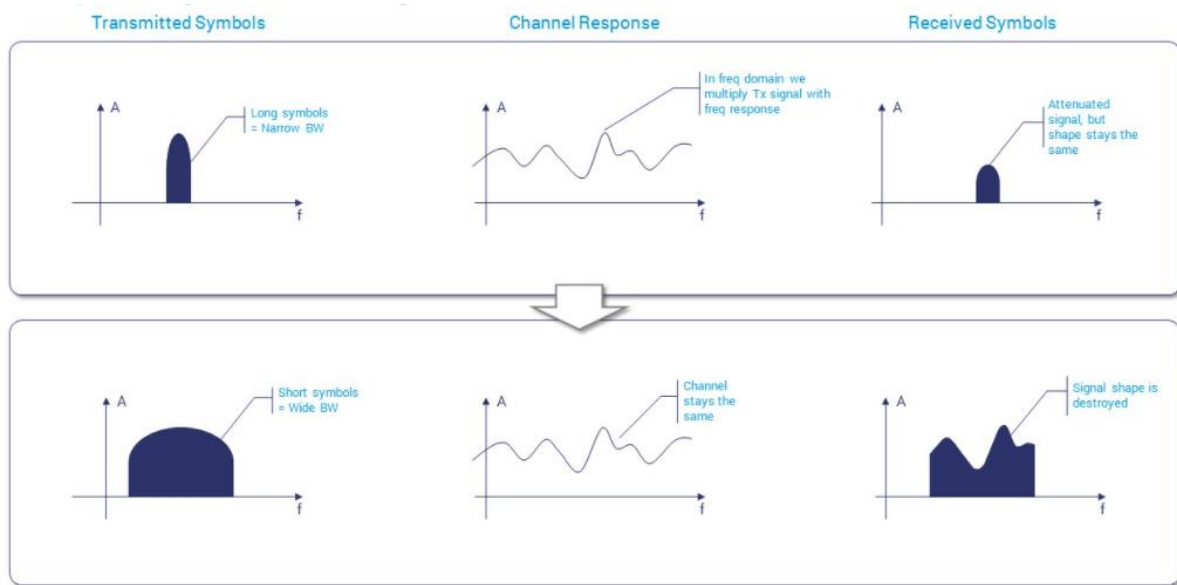 Transmitted Symbols
Channel Response
Received Symbols
A
Long symbols
= Narrow BW
f
A
In freq domain we
multiply Tx signal with
freq response
f
A
Attenuated
signal, but
shape stays the
same
f
A
Short symbols
= Wide BW
f
A
Channel
stays the
same
f
A
Signal shape is
destroyed
f